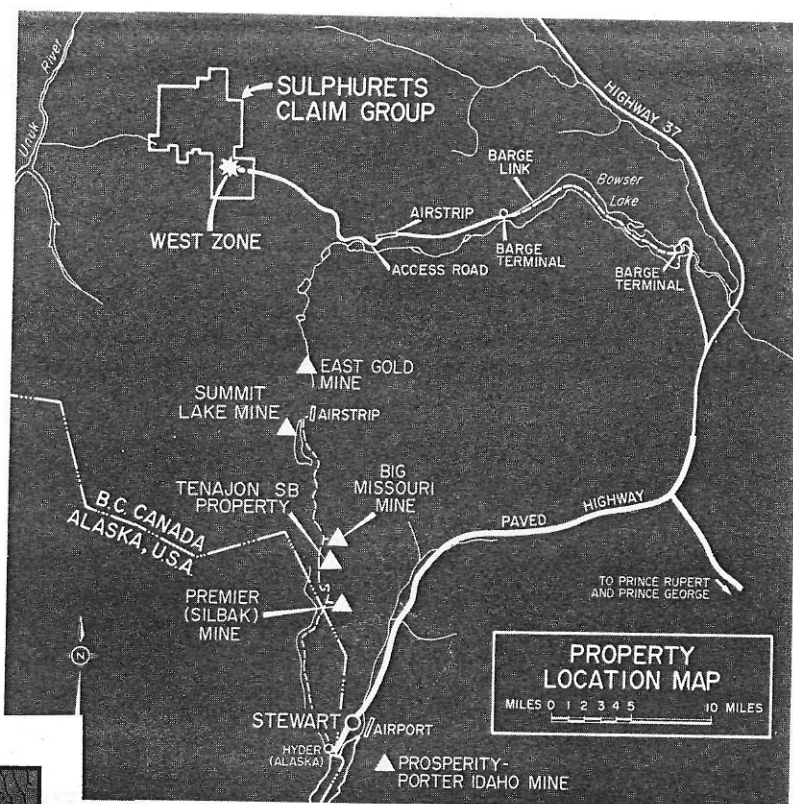 Unuk River
SULPHURETS
CLAIM GROUP
HIGHWAY 37
BARGE
LINK
Bowser
Lake
WEST ZONE
AIRSTRIP
ACCESS ROAD
BARGE
TERMINAL
BARGE
TERMINAL
EAST GOLD
MINE
SUMMIT
LAKE MINE
AIRSTRIP
TENAJON SB
PROPERTY
BIG
MISSOURI
MINE
B.C. CANADA
ALASKA, U.S.A.
PAVED HIGHWAY
PREMIER
(SILBAK)
MINE
TO PRINCE RUPERT
AND PRINCE GEORGE
N
PROPERTY
LOCATION MAP
MILES 0 1 2 3 4 5 10 MILES
STEWART
AIRPORT
HYDER
(ALASKA)
PROSPERITY-
PORTER IDAHO MINE